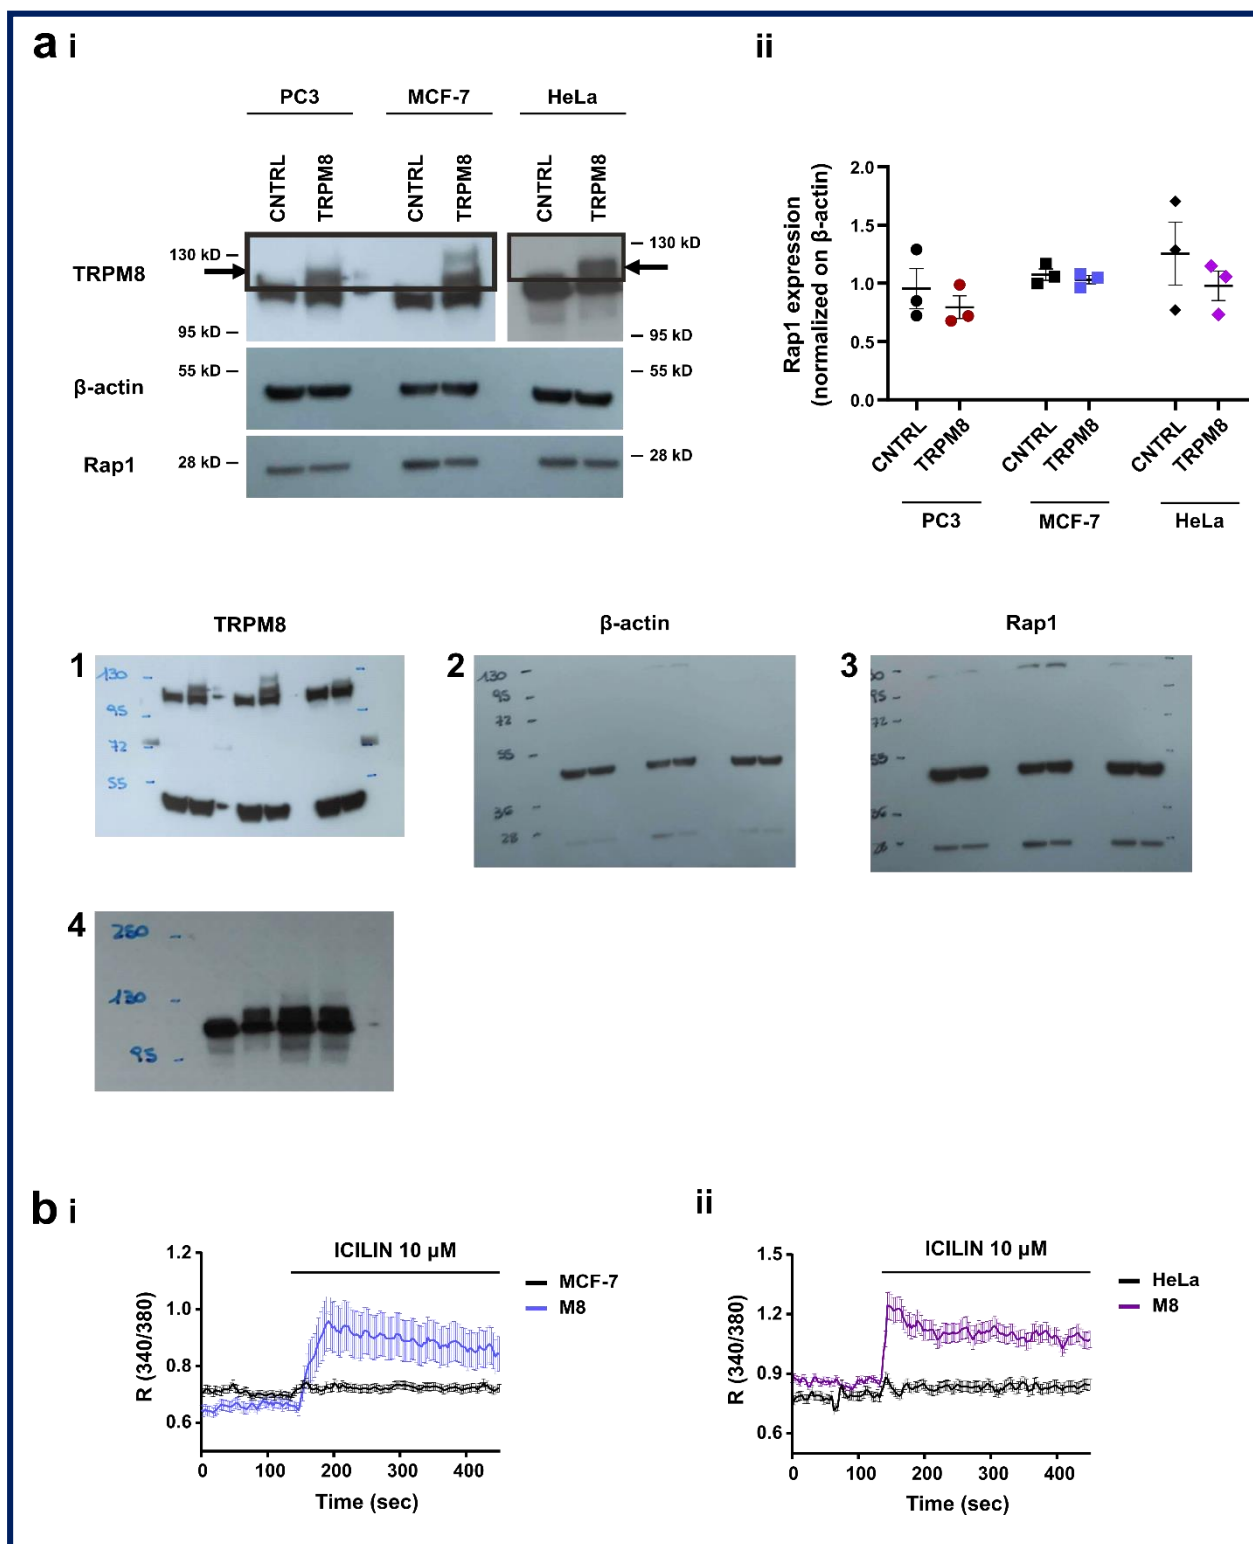 a i
ii
PC3 MCF-7 HeLa
CNTRL TRPM8 CNTRL TRPM8 CNTRL TRPM8
TRPM8
130 kD
95 kD
130 kD
95 kD
β-actin
55 kD
55 kD
Rap1
28 kD
28 kD
Rap1 expression
(normalized on β-actin)
2.0
1.5
1.0
0.5
0.0
CNTRL TRPM8 CNTRL TRPM8 CNTRL TRPM8
PC3 MCF-7 HeLa
TRPM8 β-actin Rap1
1
130
95
72
55
2
130
95
72
55
36
28
3
95
72
55
36
28
4
250
130
95
b i
ICILIN 10 µM
MCF-7
M8
R (340/380)
1.2
1.0
0.8
0.6
0 100 200 300 400
Time (sec)
ii
ICILIN 10 µM
HeLa
M8
R (340/380)
1.5
1.2
0.9
0.6
0 100 200 300 400
Time (sec)